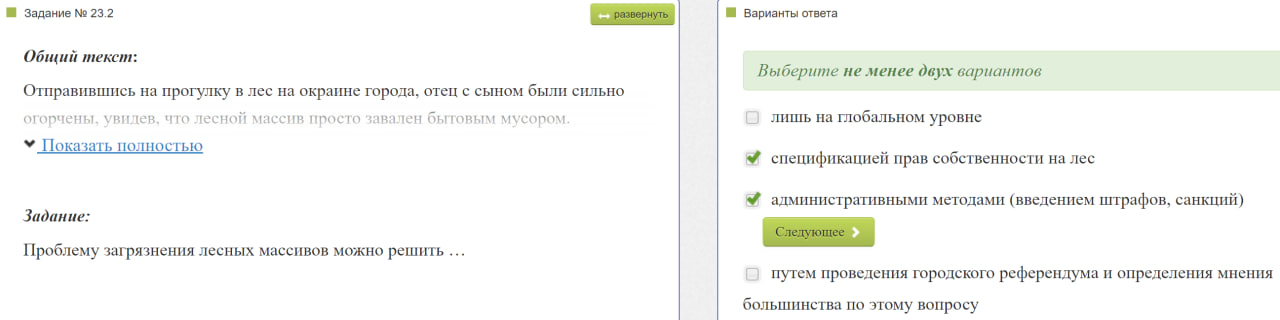 Задание № 23.2
развернуть
Общий текст:
Отправившись на прогулку в лес на окраине города, отец с сыном были сильно
огорчены, увидев, что лесной массив просто завален бытовым мусором.
Показать полностью
Задание:
Проблему загрязнения лесных массивов можно решить …
Варианты ответа
Выберите не менее двух вариантов
лишь на глобальном уровне
спецификацией прав собственности на лес
административными методами (введением штрафов, санкций)
Следующее
путем проведения городского референдума и определения мнения
большинства по этому вопросу